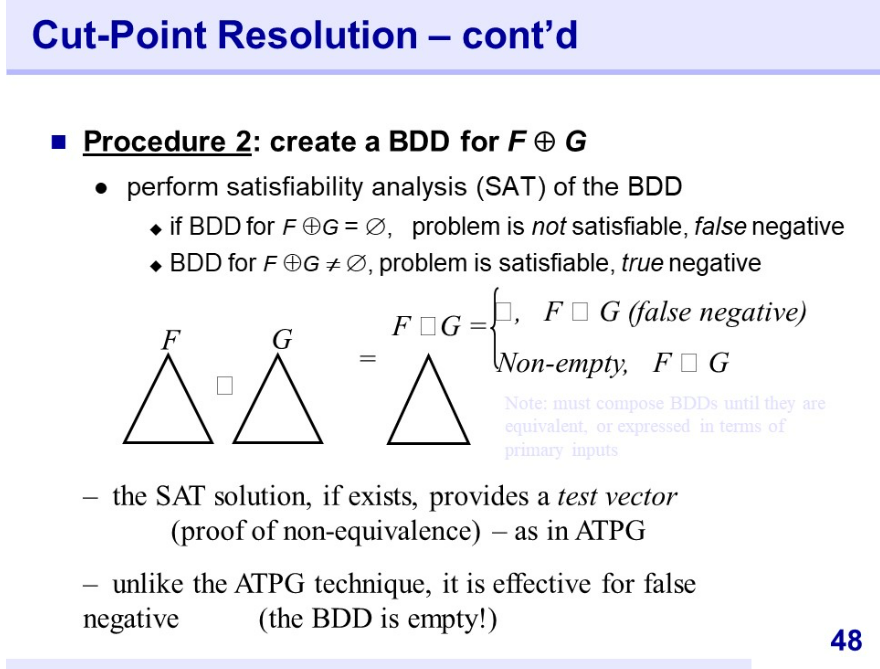 Cut-Point Resolution – cont’d
■ Procedure 2: create a BDD for F ⊕ G
● perform satisfiability analysis (SAT) of the BDD
◆ if BDD for F ⊕G = ∅, problem is not satisfiable, false negative
◆ BDD for F ⊕G ≠ ∅, problem is satisfiable, true negative
F □ G = F □G = { □, F □ G (false negative)
Non-empty, F □ G
Note: must compose BDDs until they are
equivalent, or expressed in terms of
primary inputs
– the SAT solution, if exists, provides a test vector
(proof of non-equivalence) – as in ATPG
– unlike the ATPG technique, it is effective for false
negative (the BDD is empty!)
48